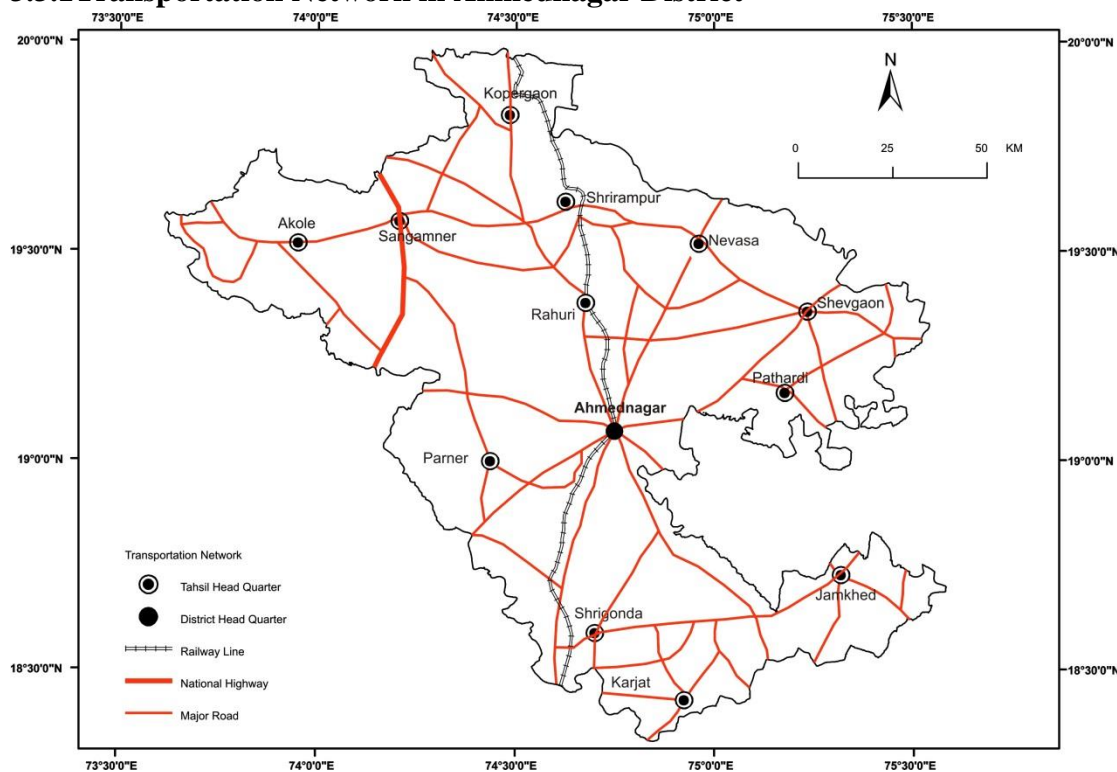 73°30'0"E 74°0'0"E 74°30'0"E 75°0'0"E 75°30'0"E
20°0'0"N 20°0'0"N
N
Kopergaon
0 25 50 KM
Shrirampur
Akole
Sangamner
Nevasa
19°30'0"N 19°30'0"N
Rahuri
Shevgaon
Pathardi
Ahmednagar
Parner
19°0'0"N 19°0'0"N
Transportation Network
Tahsil Head Quarter
Jamkhed
District Head Quarter
Shrigonda
Railway Line
18°30'0"N 18°30'0"N
National Highway
Karjat
Major Road
73°30'0"E 74°0'0"E 74°30'0"E 75°0'0"E 75°30'0"E